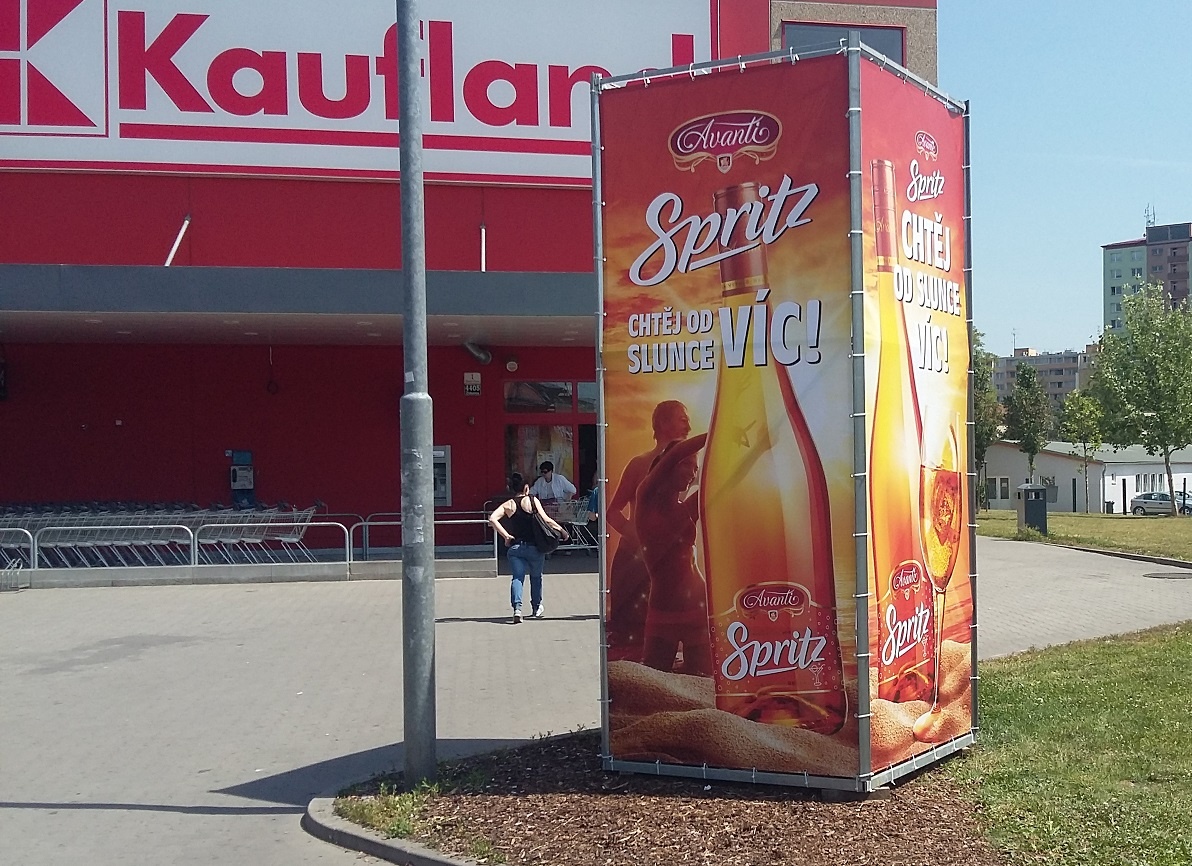 Kaufland
Avanti
Spritz
CHTĚJ OD
SLUNCE VÍC!
Avanti
Spritz
Avanti
Spritz
CHTĚJ
OD SLUNCE
VÍC!
Avanti
Spritz